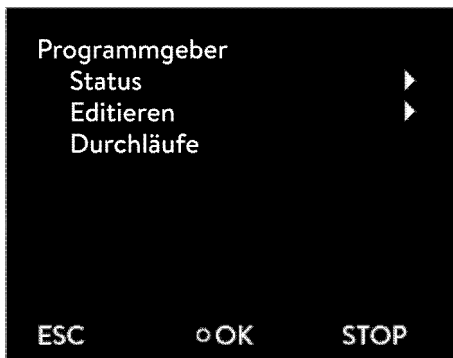 Programmgeber
Status
Editieren
Durchläufe
ESC OK STOP